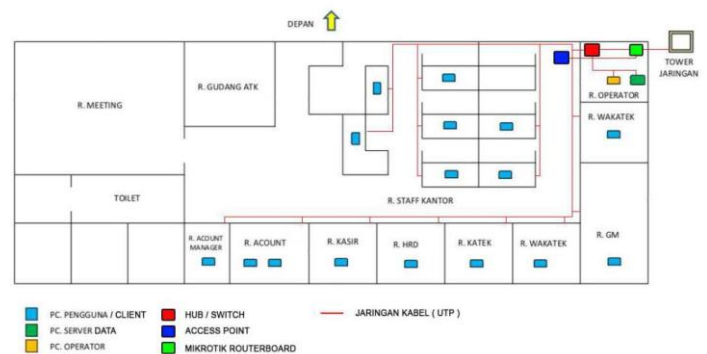 DEPAN
TOWER
JARINGAN
R. MEETING
R. GUDANG ATK
R. OPERATOR
R. WAKATEK
TOILET
R. STAFF KANTOR
R. ACOUNT
MANAGER
R. ACOUNT
R. KASIR
R. HRD
R. KATEK
R. WAKATEK
R. GM
PC. PENGGUNA / CLIENT
PC. SERVER DATA
PC. OPERATOR
HUB / SWITCH
ACCESS POINT
MIKROTIK ROUTERBOARD
JARINGAN KABEL ( UTP )